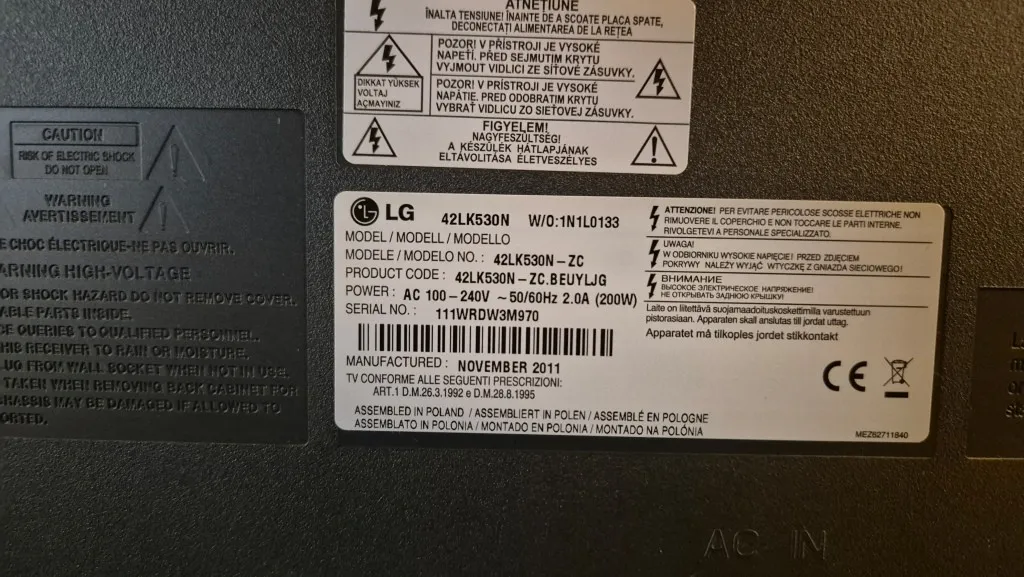 ATNEȚIUNE
ÎNALTA TENSIUNE! ÎNAINTE DE A SCOATE PLACA SPATE,
DECONECTAȚI ALIMENTAREA DE LA REȚEA
DIKKAT YÜKSEK
VOLTAJ
AÇMAYINIZ
POZOR! V PŘÍSTROJI JE VYSOKÉ
NAPETÍ. PŘED SEJMUTIM KRYTU
VYJMOUT VIDLICI ZE SÍTOVÉ ZÁSUVKY.
POZOR! V PRÍSTROJI JE VYSOKÉ
NAPÄTIE. PRED ODOBRATIM KRYTU
VYBRAŤ VIDLICU ZO SIEŤOVEJ ZÁSUVKY.
FIGYELEM!
NAGYFESZÜLTSÉG!
A KÉSZÜLEK HÁTLAPJÁNAK
ELTÁVOLITÁSA ÉLETVESZÉLYES
CAUTION
RISK OF ELECTRIC SHOCK
DO NOT OPEN
WARNING
AVERTISSEMENT
E CHOC ÉLECTRIQUE-NE PAS OUVRIR.
ARNING HIGH-VOLTAGE
OR SHOCK HAZARD DO NOT REMOVE COVER.
ABLE PARTS INSIDE.
CE QUERIES TO QUALIFIED PERSONNEL.
HIS RECEIVER TO RAIN OR MOISTURE.
LUG FROM WALL SOCKET WHEN NOT IN USE.
TAKEN WHEN REMOVING BACK CABINET FOR
CHASSIS MAY BE DAMAGED IF ALLOWED TO
ORTED.
LG 42LK530N W/O:1N1L0133
MODEL / MODELL / MODELLO
MODELE / MODELO NO. : 42LK530N-ZC
PRODUCT CODE : 42LK530N-ZC.BEUYLJG
POWER : AC 100-240V ~50/60Hz 2.0A (200W)
SERIAL NO. : 111WRDW3M970
MANUFACTURED : NOVEMBER 2011
TV CONFORME ALLE SEGUENTI PRESCRIZIONI:
ART.1 D.M.26.3.1992 e D.M.28.8.1995
ASSEMBLED IN POLAND / ASSEMBLIERT IN POLEN / ASSEMBLÉ EN POLOGNE
ASSEMBLATO IN POLONIA / MONTADO EN POLONIA / MONTADO NA POLÓNIA
ATTENZIONE! PER EVITARE PERICOLOSE SCOSSE ELETTRICHE NON
RIMUOVERE IL COPERCHIO E NON TOCCARE LE PARTI INTERNE.
RIVOLGETEVI A PERSONALE SPECIALIZZATO.
UWAGA!
W ODBIORNIKU WYSOKIE NAPIĘCIE! PRZED ZDJĘCIEM
POKRYWY NALEŻY WYJĄĆ WTYCZKĘ Z GNIAZDA SIECIOWEGO!
ВНИМАНИЕ
ВЫСОКОЕ ЭЛЕКТРИЧЕСКОЕ НАПРЯЖЕНИЕ!
НЕ ОТКРЫВАТЬ ЗАДНЮЮ КРЫШКУ!
Laite on liitettävä suojamaadoituskoskettimilla varustettuun
pistorasiaan. Apparaten skall anslutas till jordat uttag.
Apparatet må tilkoples jordet stikkontakt
CE
MEZ62711840
AC IN